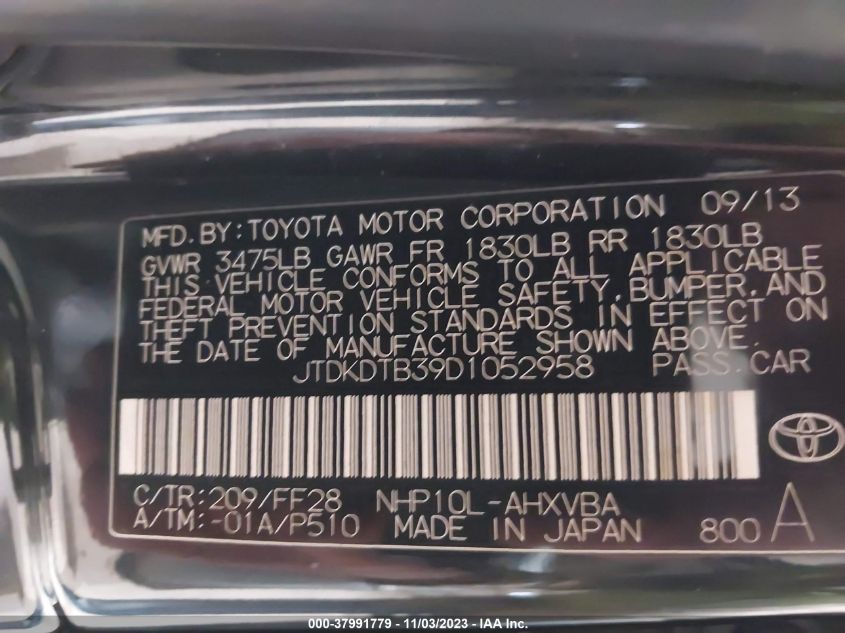 MFD. BY: TOYOTA MOTOR CORPORATION 09/13
GVWR 3475LB GAWR FR 1830LB RR 1830LB
THIS VEHICLE CONFORMS TO ALL APPLICABLE
FEDERAL MOTOR VEHICLE SAFETY, BUMPER, AND
THEFT PREVENTION STANDARDS IN EFFECT ON
THE DATE OF MANUFACTURE SHOWN ABOVE.
JTDKDTB39D1052958 PASS. CAR
C/TR: 209/FF28 NHP10L-AHXVBA
A/TM: -01A/P510 MADE IN JAPAN 800 A
000-37991779 - 11/03/2023 - IAA Inc.